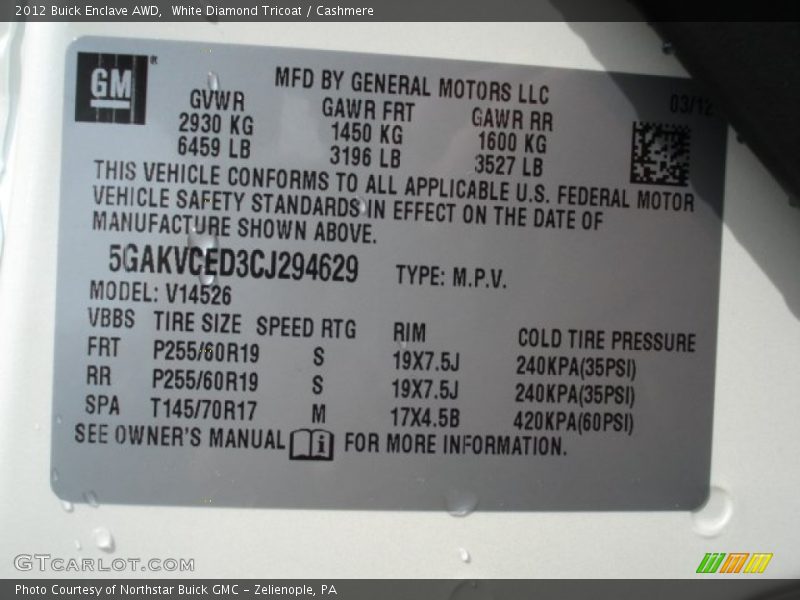 2012 Buick Enclave AWD, White Diamond Tricoat / Cashmere
GM®
MFD BY GENERAL MOTORS LLC
03/12
GVWR GAWR FRT GAWR RR
2930 KG 1450 KG 1600 KG
6459 LB 3196 LB 3527 LB
THIS VEHICLE CONFORMS TO ALL APPLICABLE U.S. FEDERAL MOTOR
VEHICLE SAFETY STANDARDS IN EFFECT ON THE DATE OF
MANUFACTURE SHOWN ABOVE.
5GAKVCED3CJ294629 TYPE: M.P.V.
MODEL: V14526
VBBS TIRE SIZE SPEED RTG RIM COLD TIRE PRESSURE
FRT P255/60R19 S 19X7.5J 240KPA(35PSI)
RR P255/60R19 S 19X7.5J 240KPA(35PSI)
SPA T145/70R17 M 17X4.5B 420KPA(60PSI)
SEE OWNER'S MANUAL i FOR MORE INFORMATION.
GTCARLOT.COM
Photo Courtesy of Northstar Buick GMC - Zelienople, PA